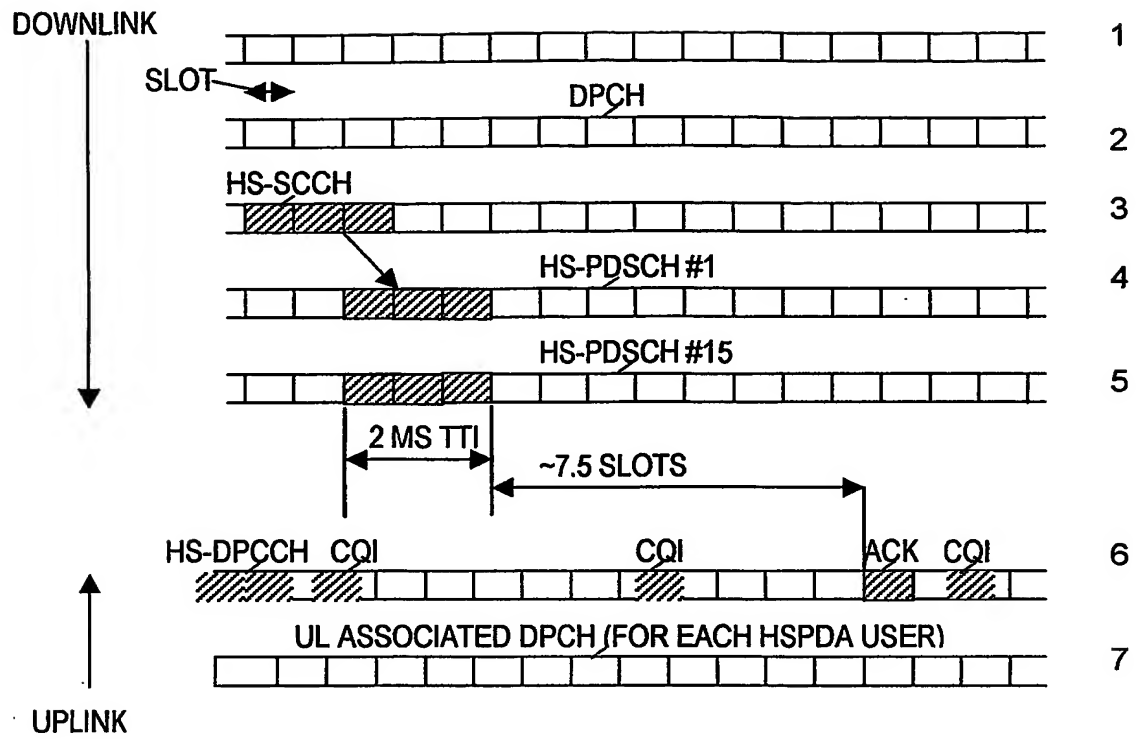 DOWNLINK
1
SLOT
DPCH
2
HS-SCCH
3
HS-PDSCH #1
4
HS-PDSCH #15
5
2 MS TTI
~7.5 SLOTS
HS-DPCCH CQI CQI ACK CQI
6
UL ASSOCIATED DPCH (FOR EACH HSPDA USER)
7
UPLINK